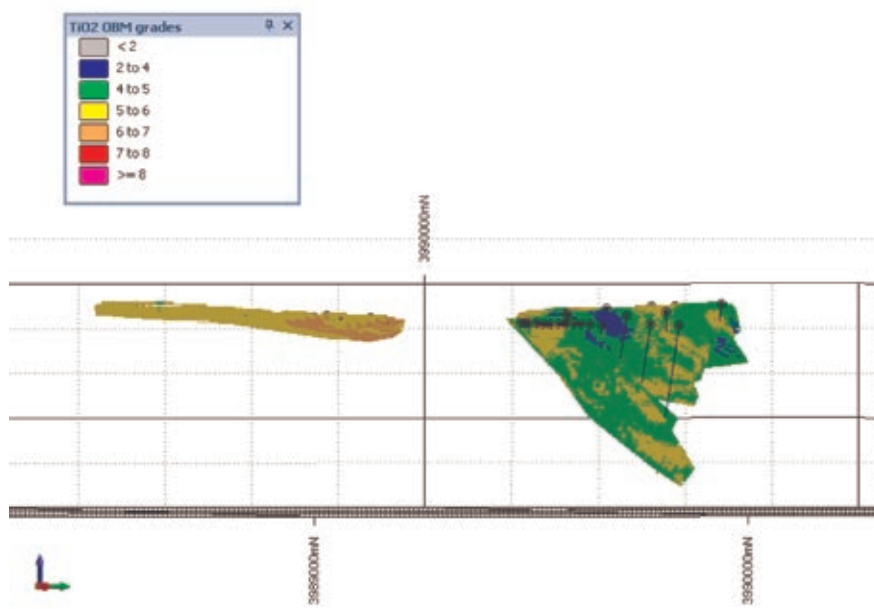 TiO2 OBM grades
< 2
2 to 4
4 to 5
5 to 6
6 to 7
7 to 8
>= 8
3990000mN
3989000mN
3990000mN